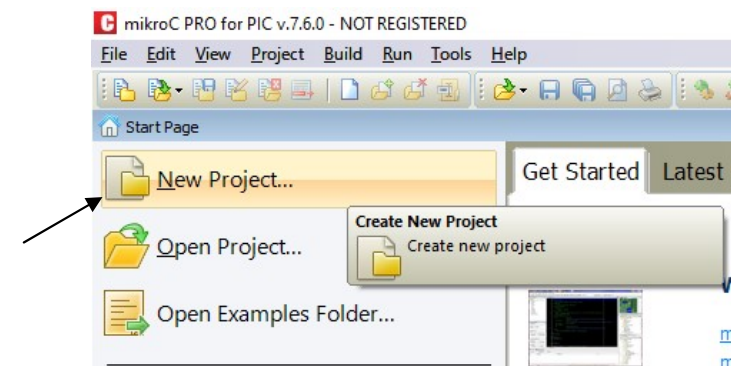 mikroC PRO for PIC v.7.6.0 - NOT REGISTERED
File Edit View Project Build Run Tools Help
Start Page
New Project...
Get Started Latest
Create New Project
Create new project
Open Project...
Open Examples Folder...